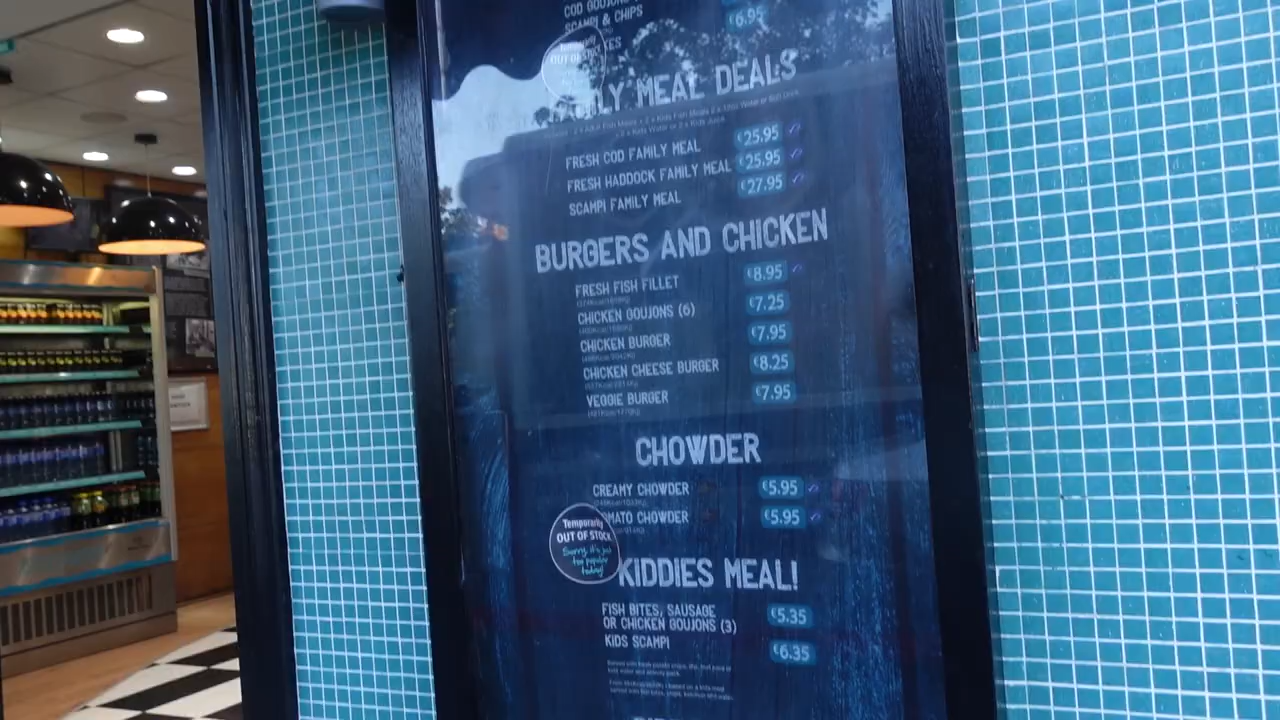 COD GOUJONS
SCAMPI & CHIPS
€6.95
OUT OF
MEAL DEALS
FRESH COD FAMILY MEAL €25.95
FRESH HADDOCK FAMILY MEAL €25.95
SCAMPI FAMILY MEAL €27.95
BURGERS AND CHICKEN
FRESH FISH FILLET €8.95
CHICKEN GOUJONS (6) €7.25
CHICKEN BURGER €7.95
CHICKEN CHEESE BURGER €8.25
VEGGIE BURGER €7.95
CHOWDER
CREAMY CHOWDER €5.95
CHOWDER €5.95
Temporarily
OUT OF STOCK
Sorry, it's just
too popular
today!
KIDDIES MEAL!
FISH BITES, SAUSAGE
OR CHICKEN GOUJONS (3) €5.35
KIDS SCAMPI €6.35